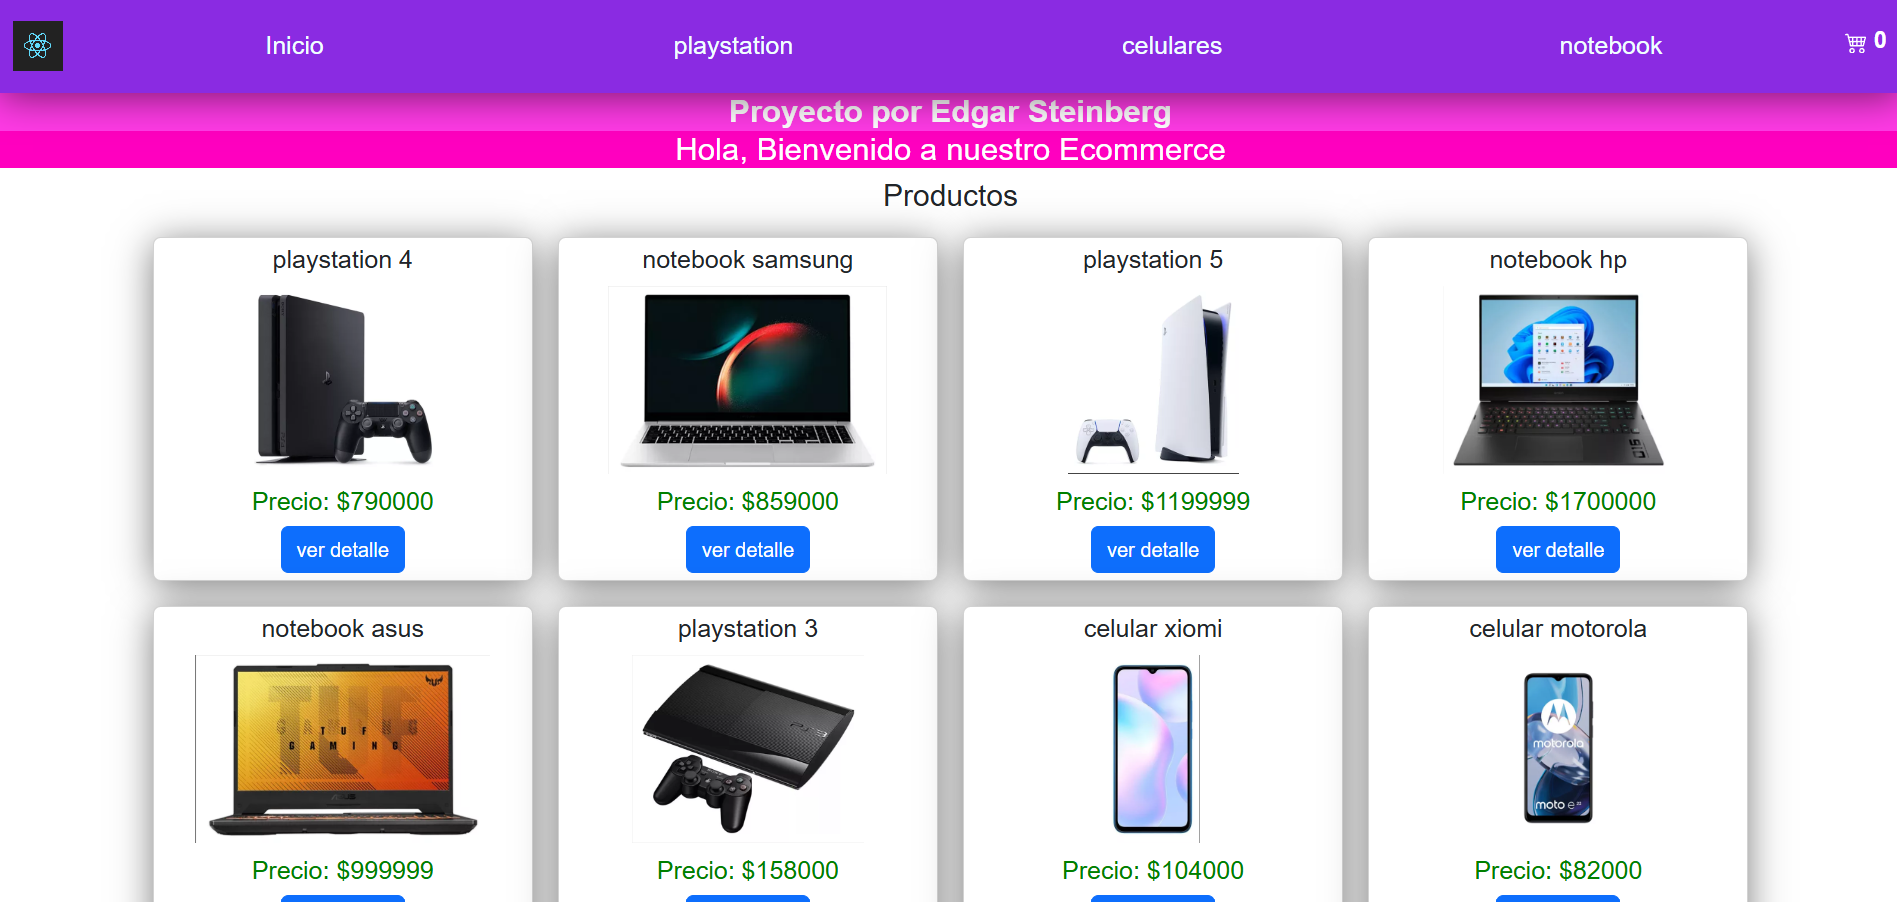 Inicio playstation celulares notebook 0
Proyecto por Edgar Steinberg
Hola, Bienvenido a nuestro Ecommerce
Productos
playstation 4 notebook samsung playstation 5 notebook hp
Precio: $790000 Precio: $859000 Precio: $1199999 Precio: $1700000
ver detalle ver detalle ver detalle ver detalle
notebook asus playstation 3 celular xiomi celular motorola
TUF
GAMING
PS3
motorola
moto e²²
Precio: $999999 Precio: $158000 Precio: $104000 Precio: $82000